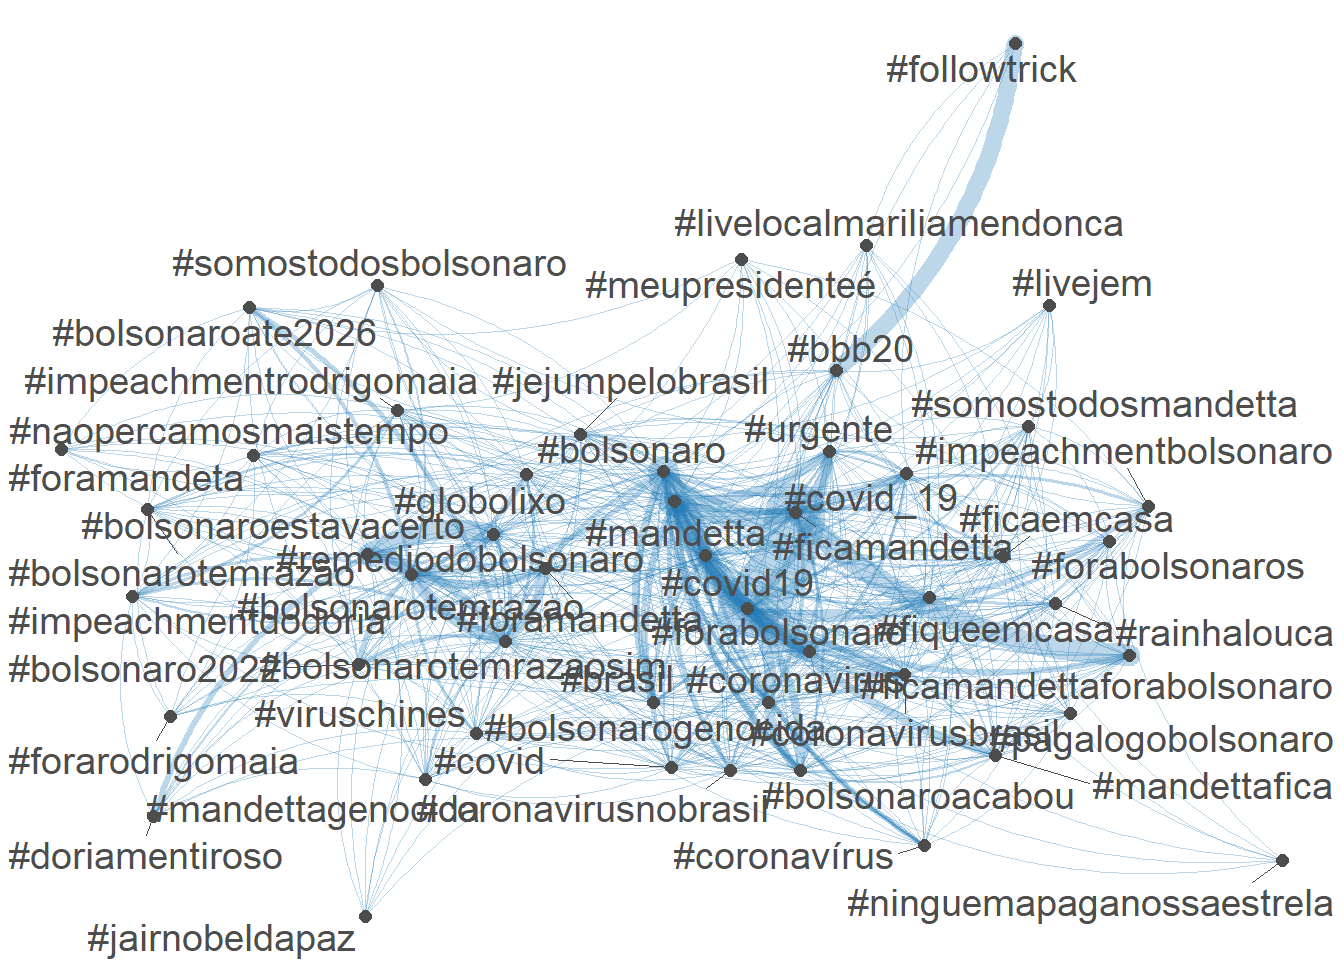 #followtrick
#livelocalmariliamendonca
#somostodosbolsonaro
#meupresidenteé
#livejem
#bolsonaroate2026
#bbb20
#impeachmentrodrigomaia
#jejumpelobrasil
#somostodosmandetta
#naopercamosmaistempo
#urgente
#bolsonaro
#impeachmentbolsonaro
#foramandeta
#globolixo
#covid_19
#bolsonaroestavacerto
#mandetta
#ficaemcasa
#ficamandetta
#remediodobolsonaro
#forabolsonaros
#bolsonarotemrazão
#covid19
#bolsonarotemrazao
#impeachmentdodoria
#foramandetta
#forabolsonaro
#fiqueemcasa
#rainhalouca
#bolsonaro2022
#bolsonarotemrazaosim
#brasil
#coronavirus
#ficamandettaforabolsonaro
#viruschines
#bolsonarogenocida
#coronavirusbrasil
#pagalogobolsonaro
#forarodrigomaia
#covid
#mandettafica
#mandettagenocida
#coronavirusnobrasil
#bolsonaroacabou
#doriamentiroso
#coronavírus
#ninguemapaganossaestrela
#jairnobeldapaz